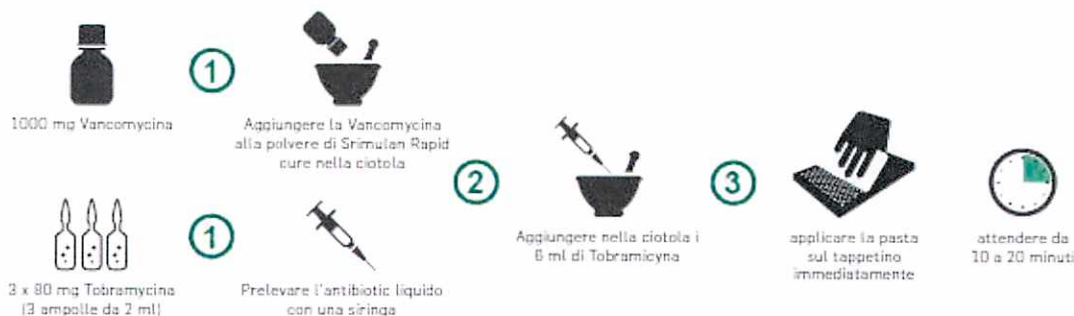 1
1000 mg Vancomycina
Aggiungere la Vancomycina
alla polvere di Srimulan Rapid
cure nella ciotola
1
3 x 80 mg Tobramycina
(3 ampolle da 2 ml)
Prelevare l'antibiotic liquido
con una siringa
2
Aggiungere nella ciotola i
6 ml di Tobramicyna
3
applicare la pasta
sul tappetino
immediatamente
attendere da
10 a 20 minuti